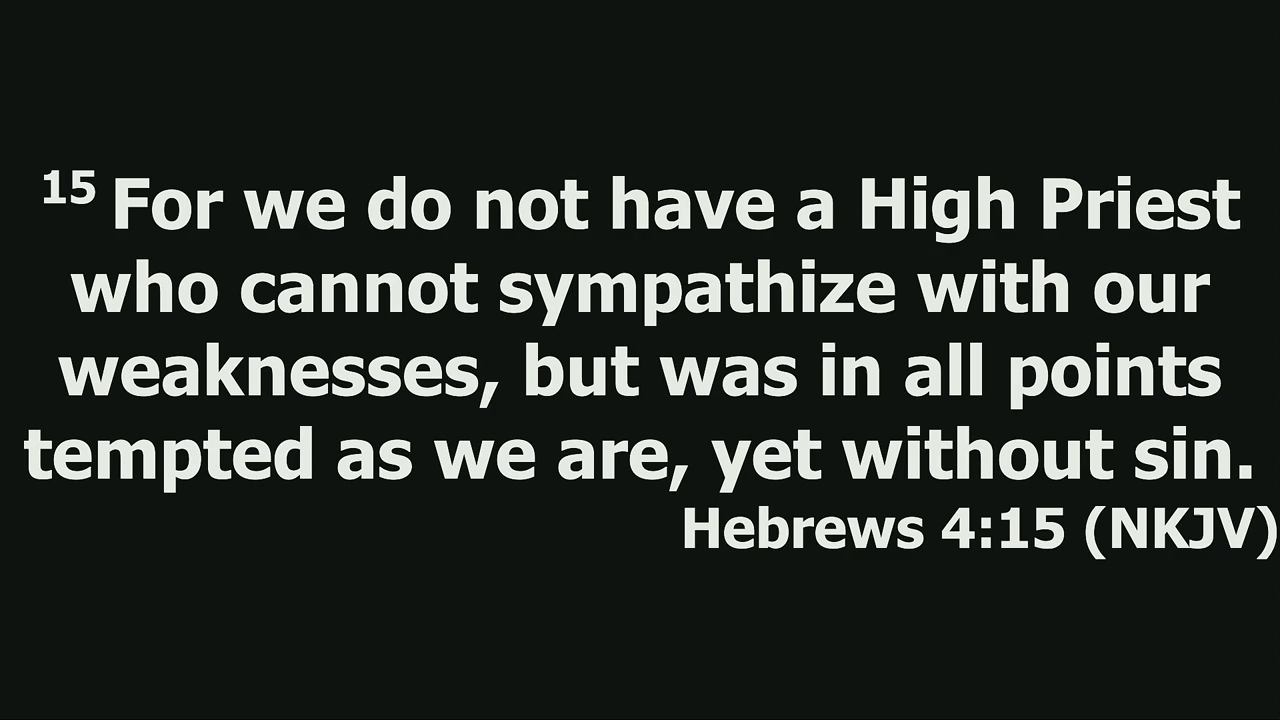 15 For we do not have a High Priest
who cannot sympathize with our
weaknesses, but was in all points
tempted as we are, yet without sin.
Hebrews 4:15 (NKJV)